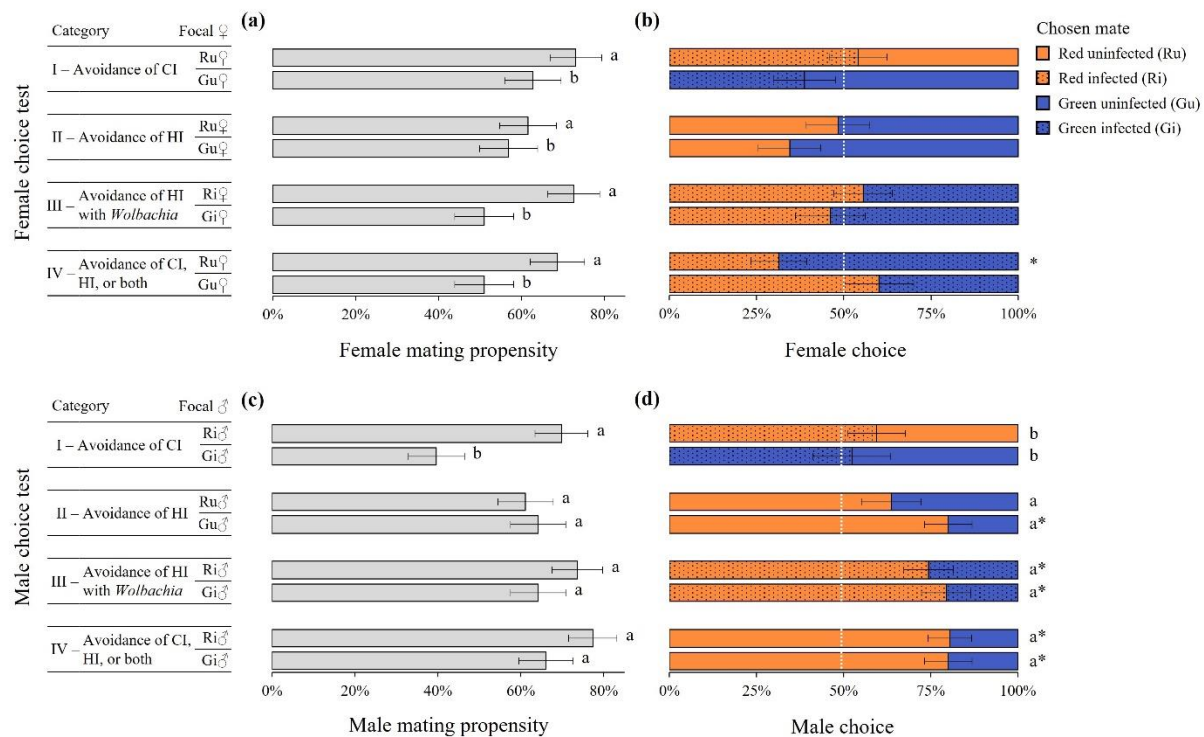 (a)
(b)
Category Focal ♀
Chosen mate
Red uninfected (Ru)
Red infected (Ri)
Green uninfected (Gu)
Green infected (Gi)
Female choice test
I – Avoidance of CI
Ru♀ a
Gu♀ b
II – Avoidance of HI
Ru♀ a
Gu♀ b
III – Avoidance of HI
with Wolbachia
Ri♀ a
Gi♀ b
IV – Avoidance of CI,
HI, or both
Ru♀ a *
Gu♀ b
0% 20% 40% 60% 80%
0% 25% 50% 75% 100%
Female mating propensity
Female choice
(c)
(d)
Category Focal ♂
Male choice test
I – Avoidance of CI
Ri♂ a b
Gi♂ b b
II – Avoidance of HI
Ru♂ a a
Gu♂ a a*
III – Avoidance of HI
with Wolbachia
Ri♂ a a*
Gi♂ a a*
IV – Avoidance of CI,
HI, or both
Ri♂ a a*
Gi♂ a a*
0% 20% 40% 60% 80%
0% 25% 50% 75% 100%
Male mating propensity
Male choice